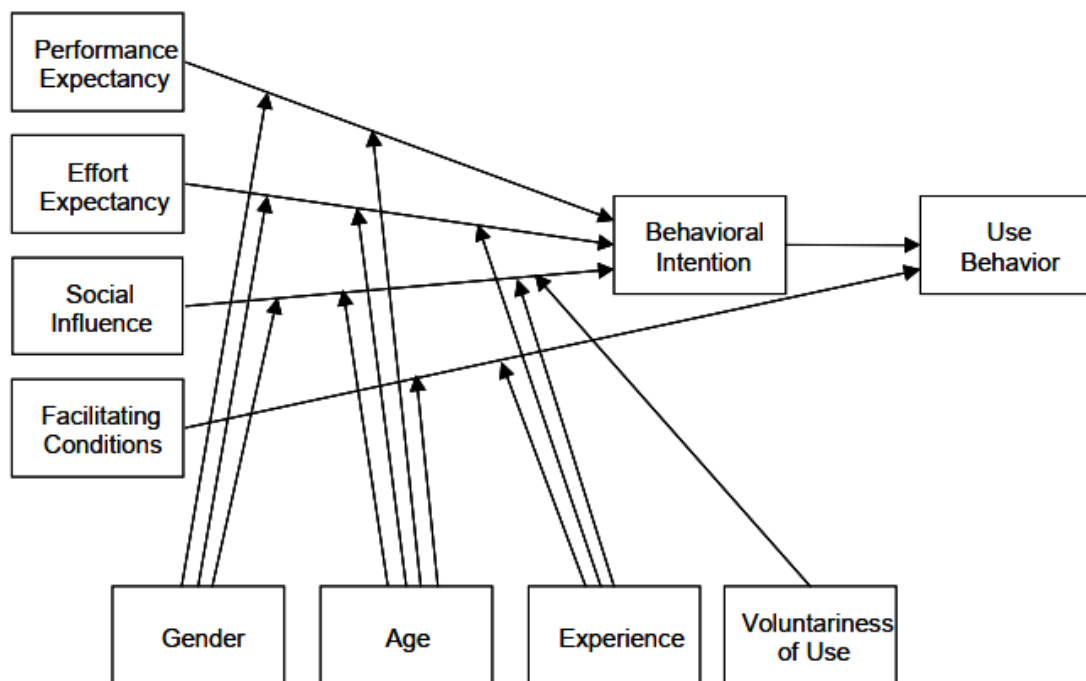 Performance
Expectancy
Effort
Expectancy
Social
Influence
Facilitating
Conditions
Behavioral
Intention
Use
Behavior
Gender
Age
Experience
Voluntariness
of Use